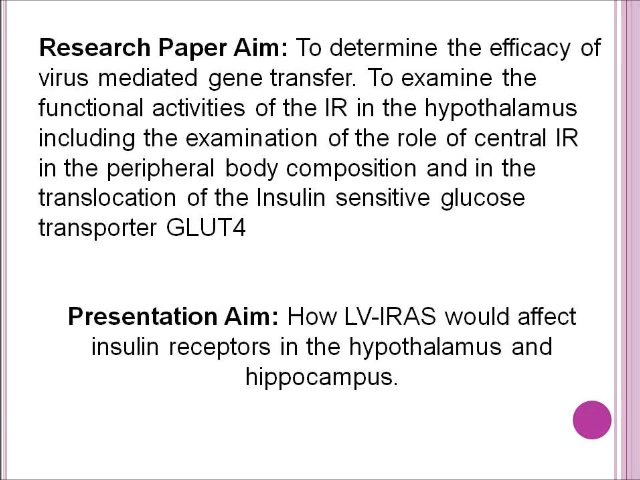 Research Paper Aim: To determine the efficacy of
virus mediated gene transfer. To examine the
functional activities of the IR in the hypothalamus
including the examination of the role of central IR
in the peripheral body composition and in the
translocation of the Insulin sensitive glucose
transporter GLUT4
Presentation Aim: How LV-IRAS would affect
insulin receptors in the hypothalamus and
hippocampus.